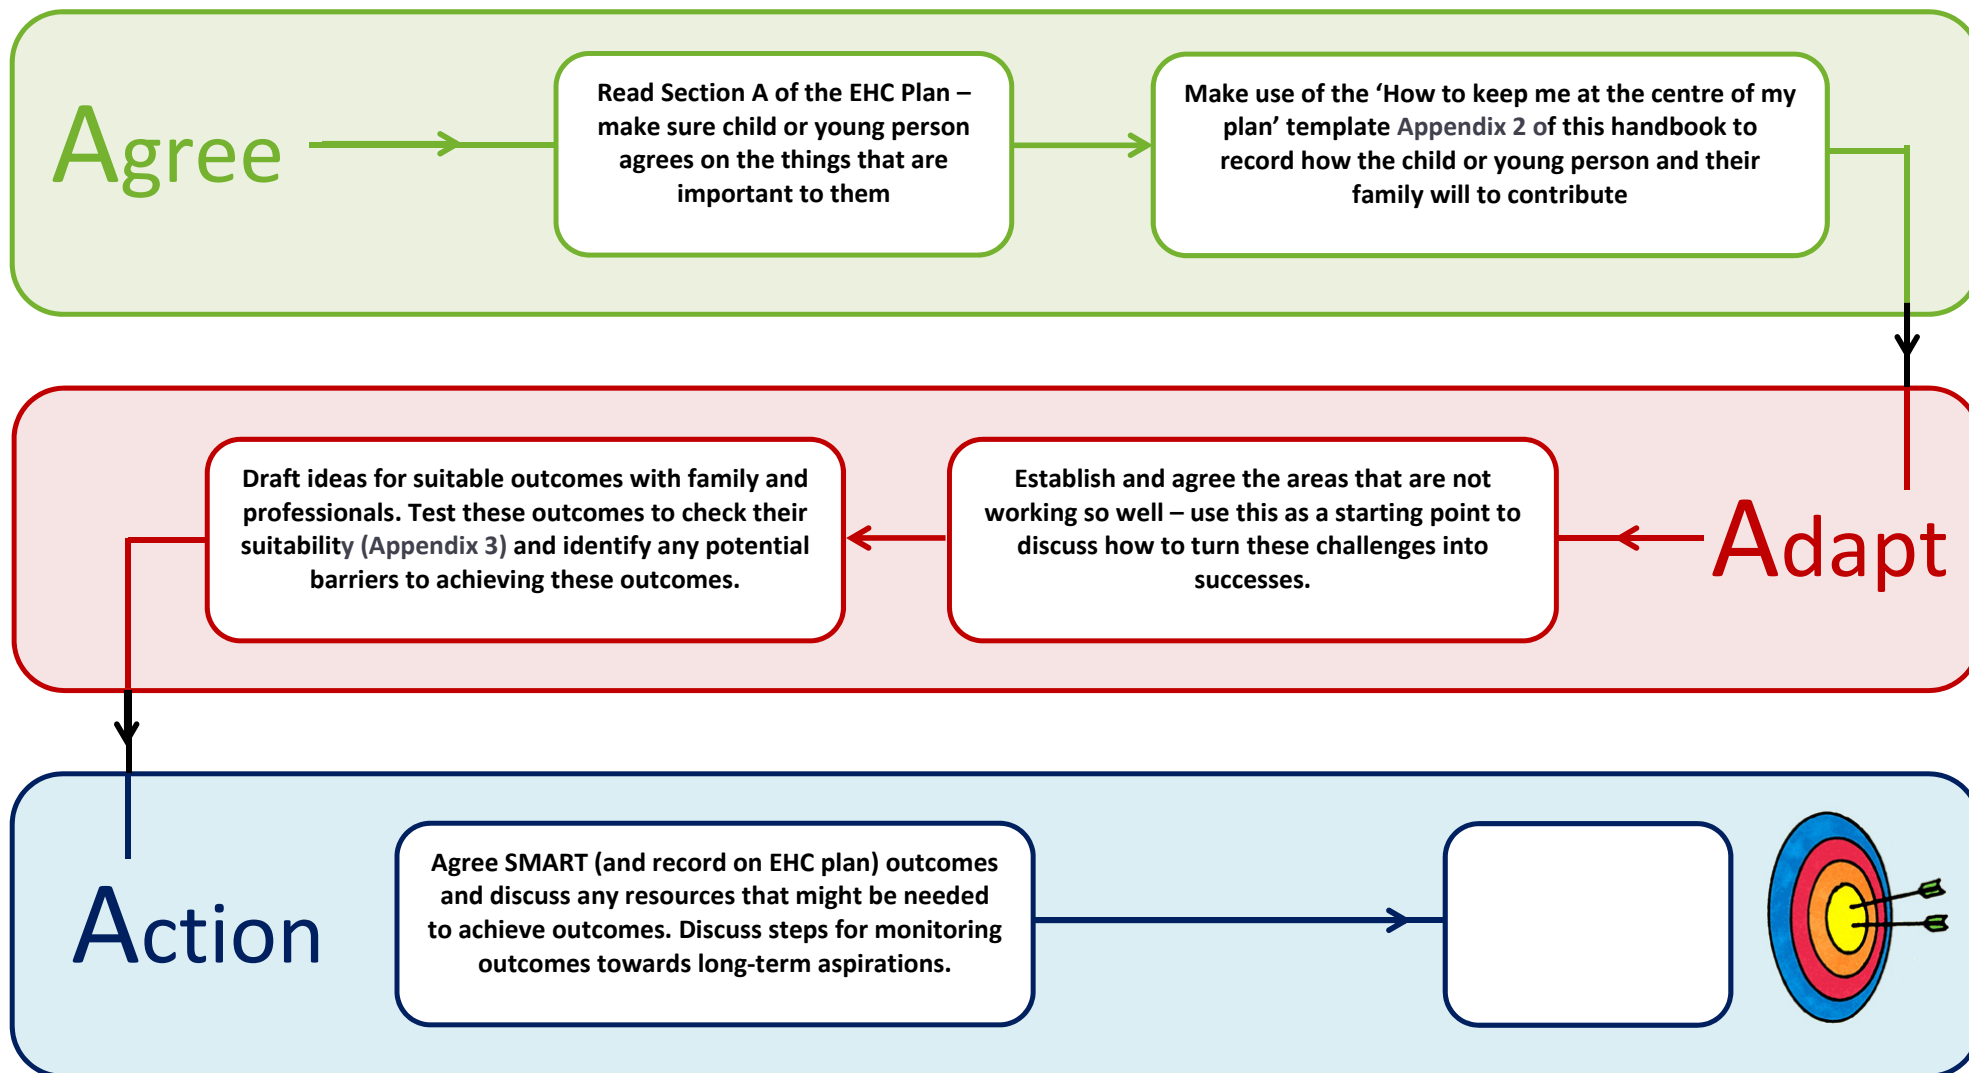 Agree
Read Section A of the EHC Plan –
make sure child or young person
agrees on the things that are
important to them
Make use of the ‘How to keep me at the centre of my
plan’ template Appendix 2 of this handbook to
record how the child or young person and their
family will to contribute
Adapt
Establish and agree the areas that are not
working so well – use this as a starting point to
discuss how to turn these challenges into
successes.
Draft ideas for suitable outcomes with family and
professionals. Test these outcomes to check their
suitability (Appendix 3) and identify any potential
barriers to achieving these outcomes.
Action
Agree SMART (and record on EHC plan) outcomes
and discuss any resources that might be needed
to achieve outcomes. Discuss steps for monitoring
outcomes towards long-term aspirations.